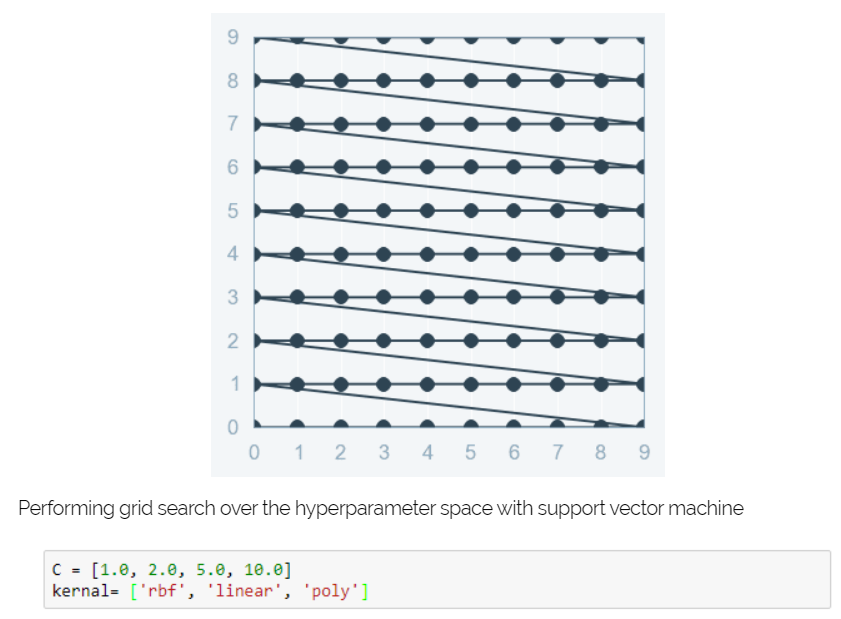 9
8
7
6
5
4
3
2
1
0
0 1 2 3 4 5 6 7 8 9
Performing grid search over the hyperparameter space with support vector machine
C = [1.0, 2.0, 5.0, 10.0]
kernal= ['rbf', 'linear', 'poly']